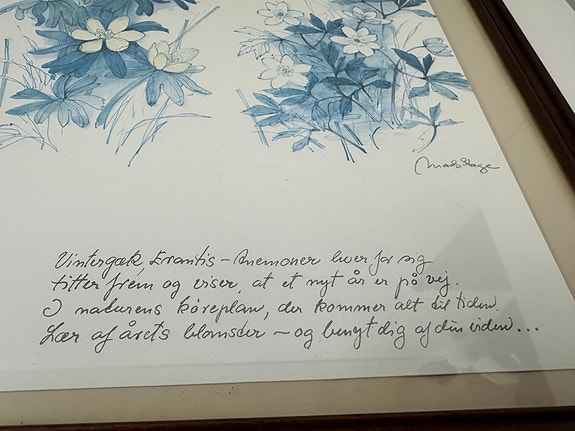 Mads Stage
Vintergæk, Erantis - Anemoner hver for sig
titter frem og viser, at et nyt år er på vej.
I naturens køreplan, der kommer alt til tiden.
Lær af årets blomster - og benyt dig af din viden...